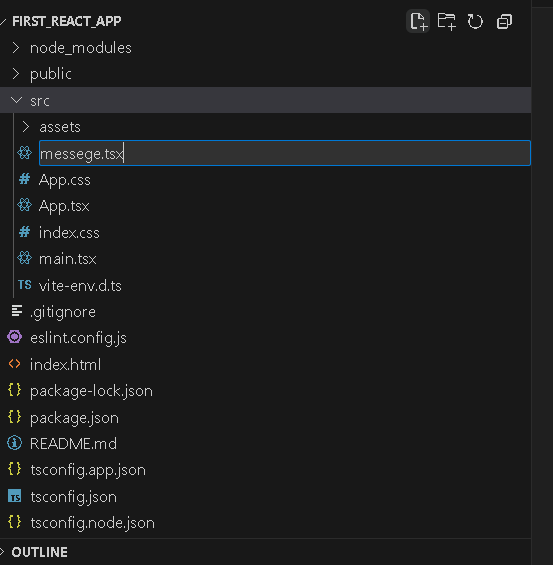 FIRST_REACT_APP
node_modules
public
src
assets
messege.tsx
# App.css
App.tsx
# index.css
main.tsx
TS vite-env.d.ts
.gitignore
eslint.config.js
<> index.html
{} package-lock.json
{} package.json
README.md
{} tsconfig.app.json
TS tsconfig.json
{} tsconfig.node.json
OUTLINE